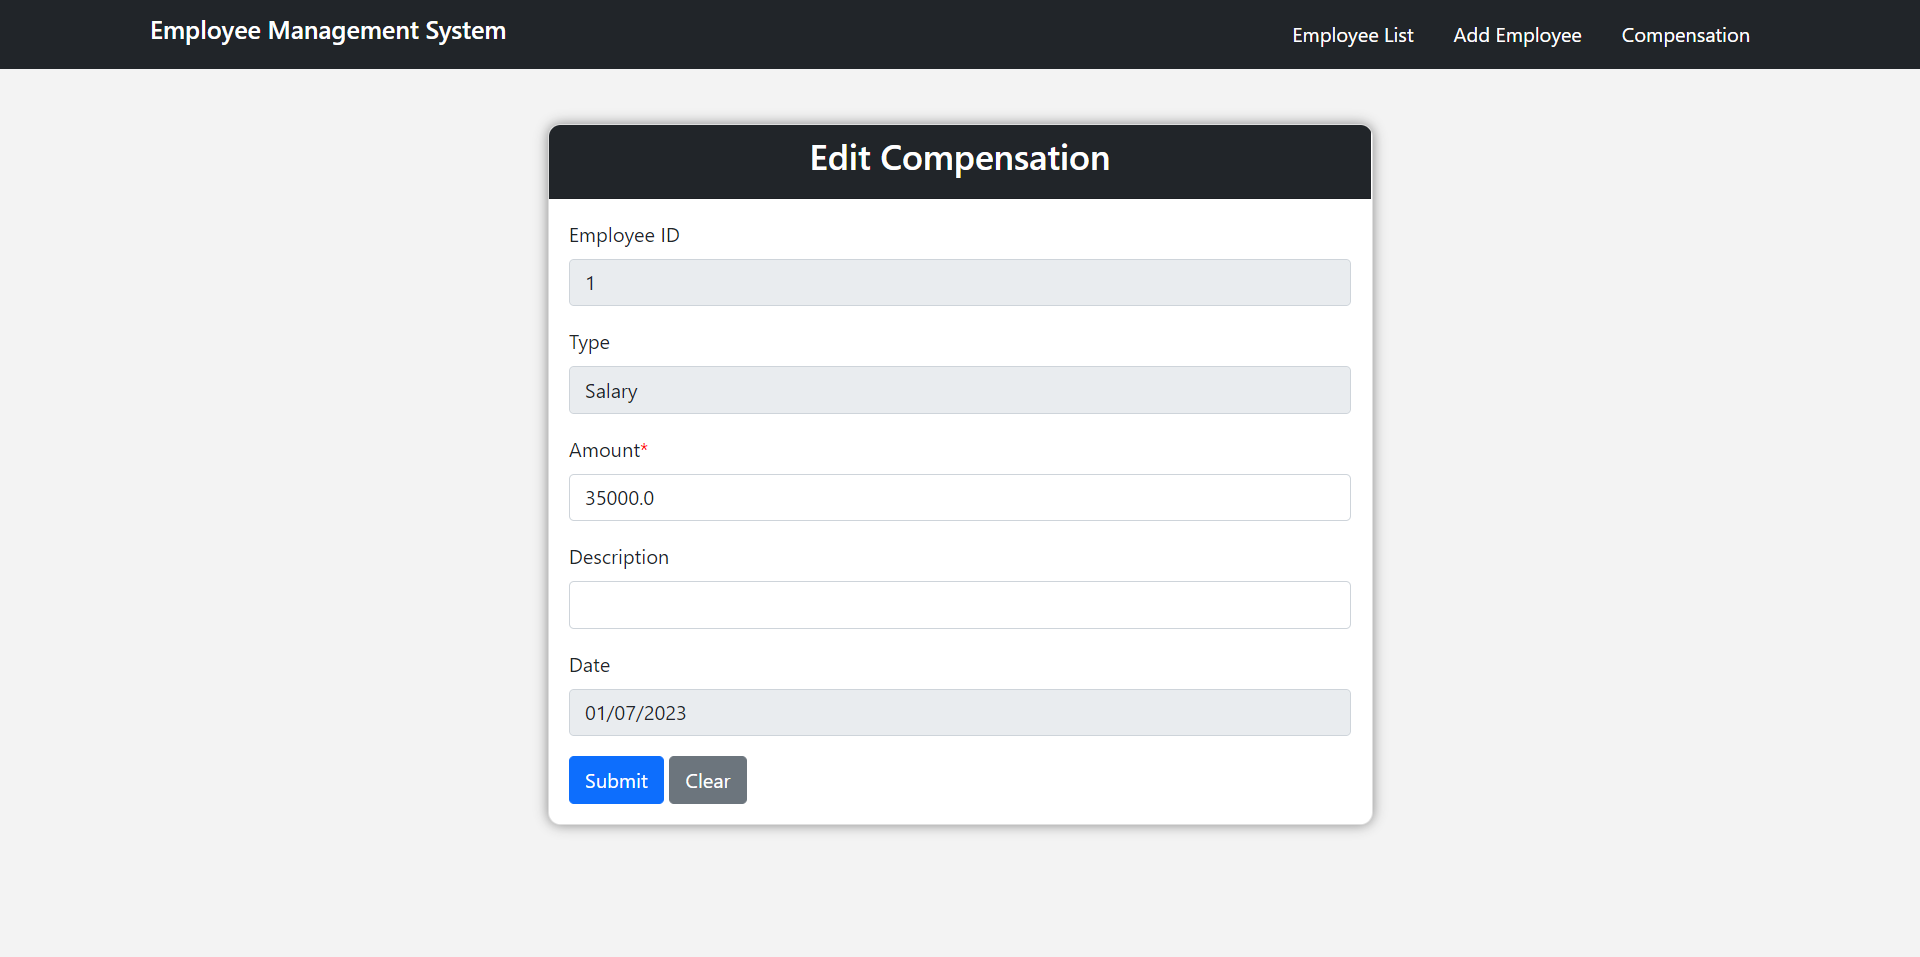 Employee Management System
Employee List Add Employee Compensation
Edit Compensation
Employee ID
1
Type
Salary
Amount*
35000.0
Description
Date
01/07/2023
Submit Clear